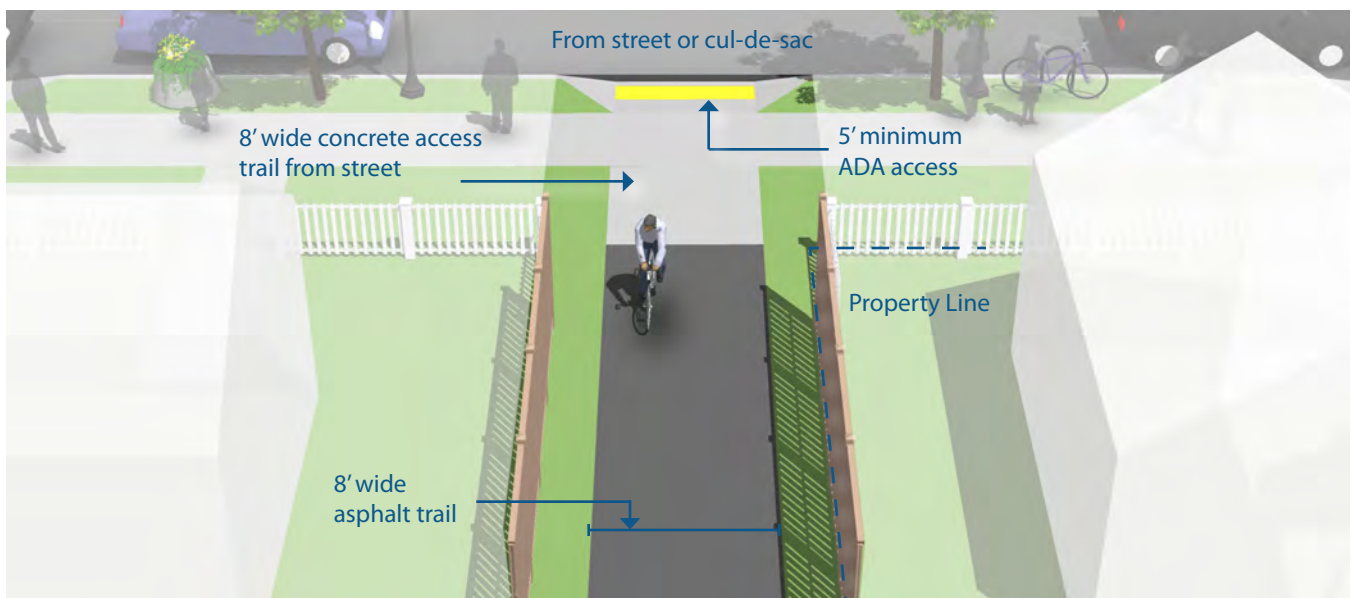 From street or cul-de-sac
8’ wide concrete access
trail from street
5’ minimum
ADA access
Property Line
8’ wide
asphalt trail